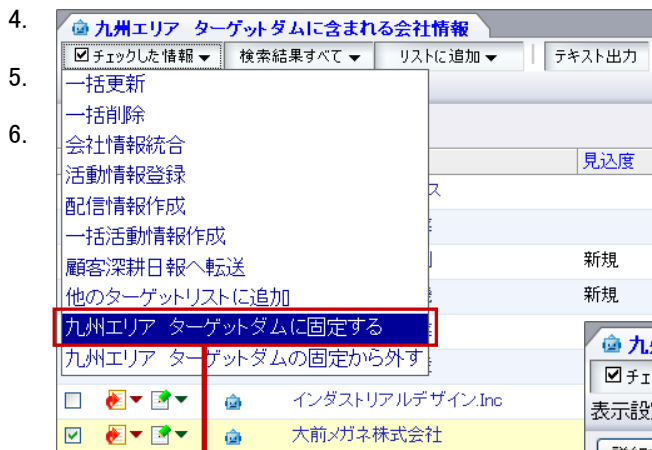 4.
九州エリア ターゲットダムに含まれる会社情報
チェックした情報▼ 検索結果すべて▼ リストに追加▼ テキスト出力
5.
一括更新
一括削除
6.
会社情報統合
見込度
活動情報登録
ス
配信情報作成
一括活動情報作成
顧客深耕日報へ転送
新規
他のターゲットリストに追加
新規
九州エリア ターゲットダムに固定する
九州エリア ターゲットダムの固定から外す
インダストリアルデザイン.Inc
大前メガネ株式会社
表示設